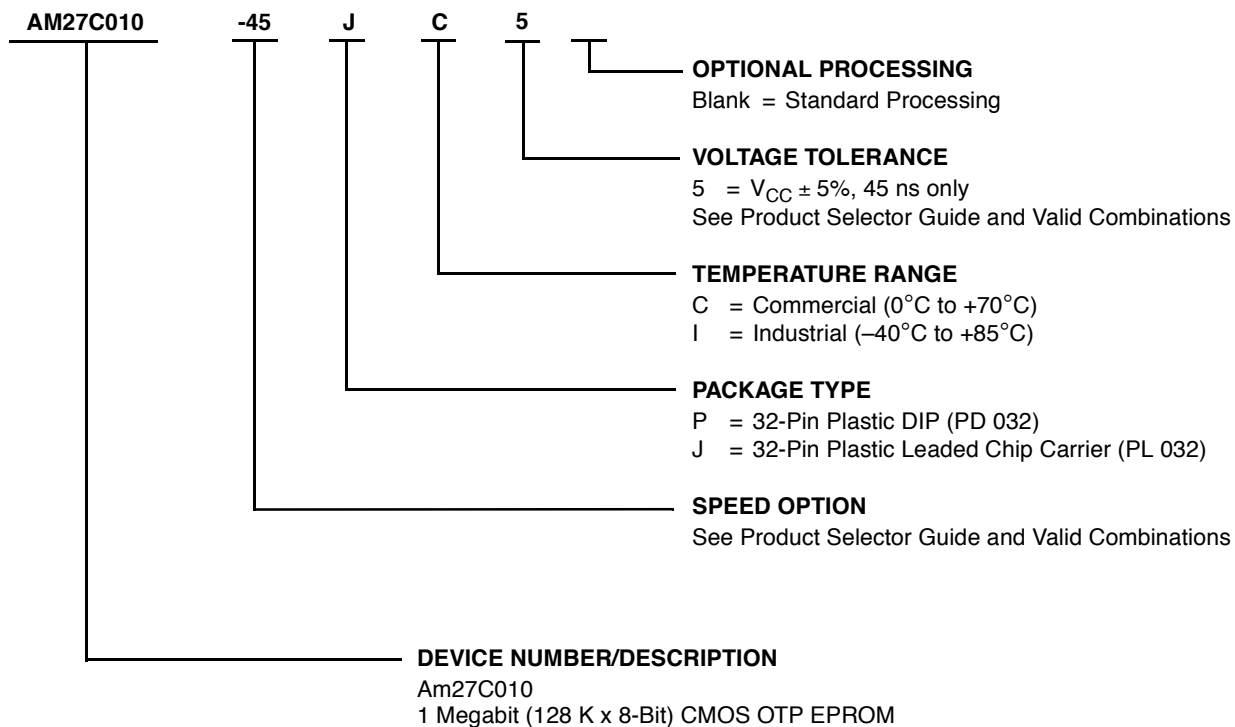 AM27C010 -45 J C 5
OPTIONAL PROCESSING
Blank = Standard Processing
VOLTAGE TOLERANCE
5 = VCC ± 5%, 45 ns only
See Product Selector Guide and Valid Combinations
TEMPERATURE RANGE
C = Commercial (0°C to +70°C)
I = Industrial (–40°C to +85°C)
PACKAGE TYPE
P = 32-Pin Plastic DIP (PD 032)
J = 32-Pin Plastic Leaded Chip Carrier (PL 032)
SPEED OPTION
See Product Selector Guide and Valid Combinations
DEVICE NUMBER/DESCRIPTION
Am27C010
1 Megabit (128 K x 8-Bit) CMOS OTP EPROM